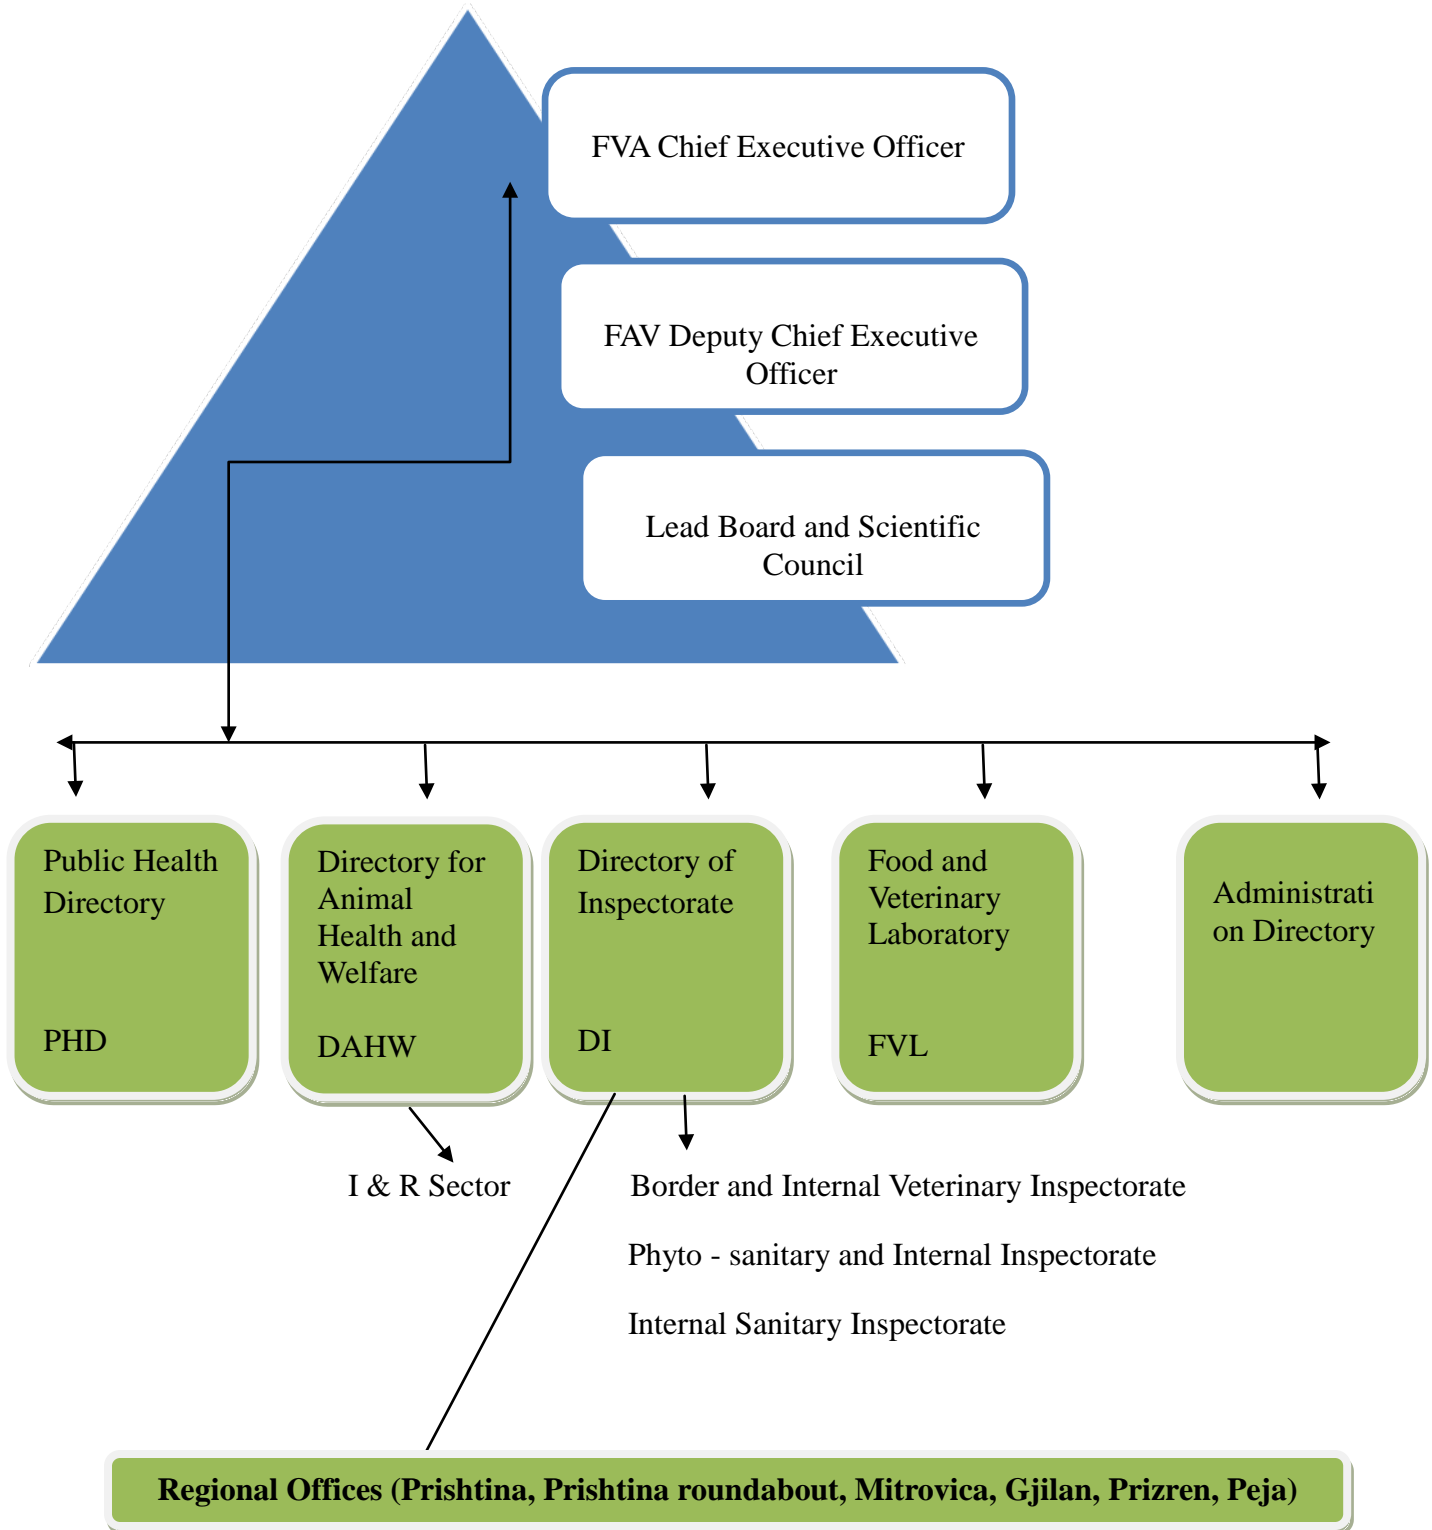 FVA Chief Executive Officer
FAV Deputy Chief Executive
Officer
Lead Board and Scientific
Council
Public Health
Directory
PHD
Directory for
Animal
Health and
Welfare
DAHW
Directory of
Inspectorate
DI
Food and
Veterinary
Laboratory
FVL
Administrati
on Directory
I & R Sector
Border and Internal Veterinary Inspectorate
Phyto - sanitary and Internal Inspectorate
Internal Sanitary Inspectorate
Regional Offices (Prishtina, Prishtina roundabout, Mitrovica, Gjilan, Prizren, Peja)